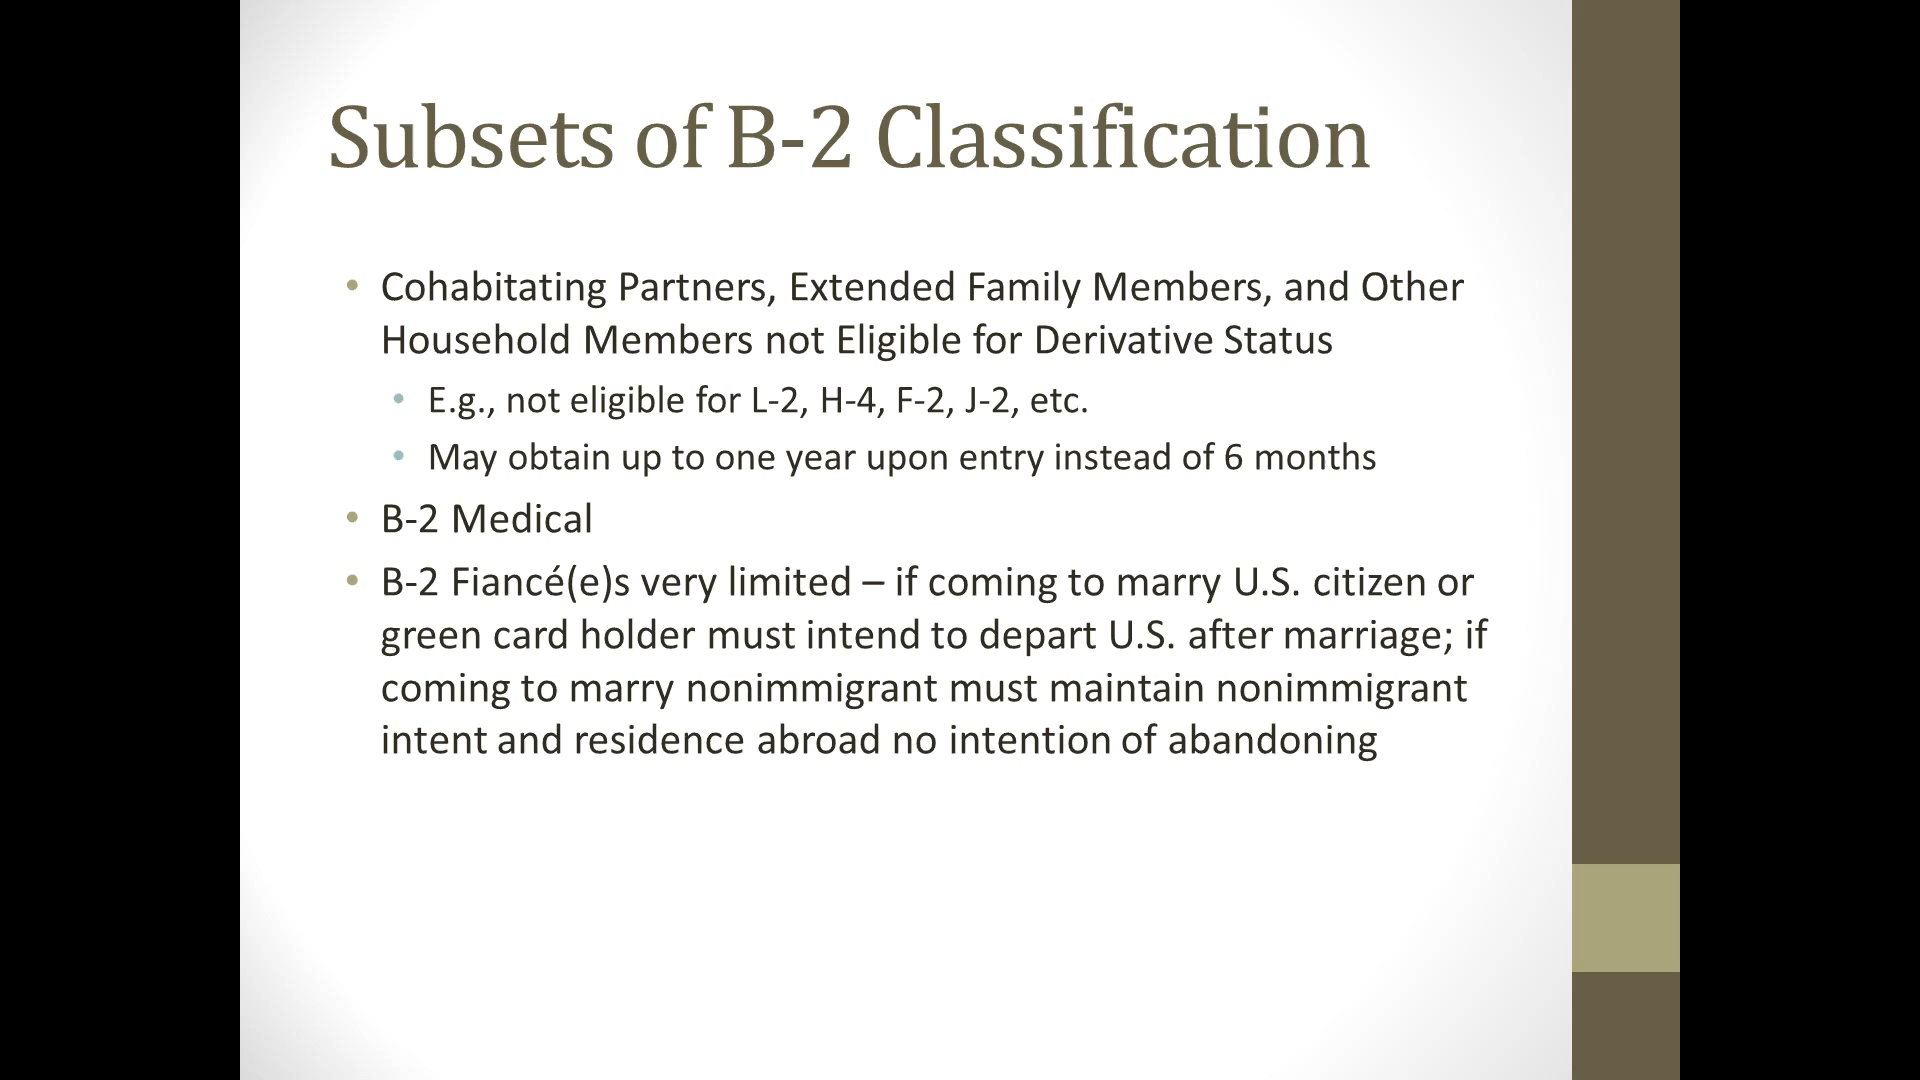 Subsets of B-2 Classification
• Cohabitating Partners, Extended Family Members, and Other
Household Members not Eligible for Derivative Status
• E.g., not eligible for L-2, H-4, F-2, J-2, etc.
• May obtain up to one year upon entry instead of 6 months
• B-2 Medical
• B-2 Fiancé(e)s very limited – if coming to marry U.S. citizen or
green card holder must intend to depart U.S. after marriage; if
coming to marry nonimmigrant must maintain nonimmigrant
intent and residence abroad no intention of abandoning